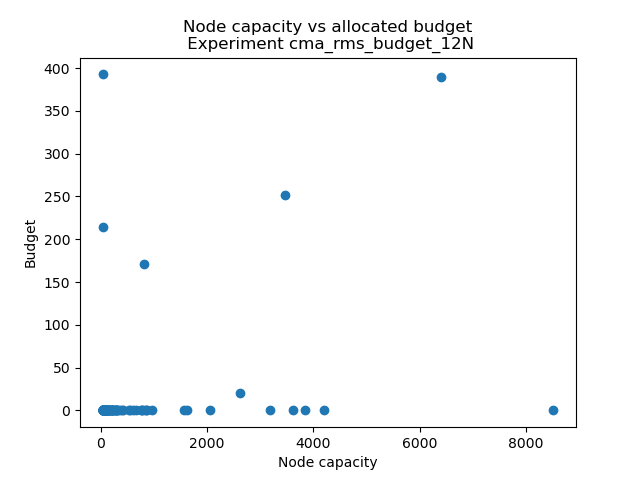 Node capacity vs allocated budget
Experiment cma_rms_budget_12N
400
350
300
250
200
150
100
50
0
Budget
0 2000 4000 6000 8000
Node capacity